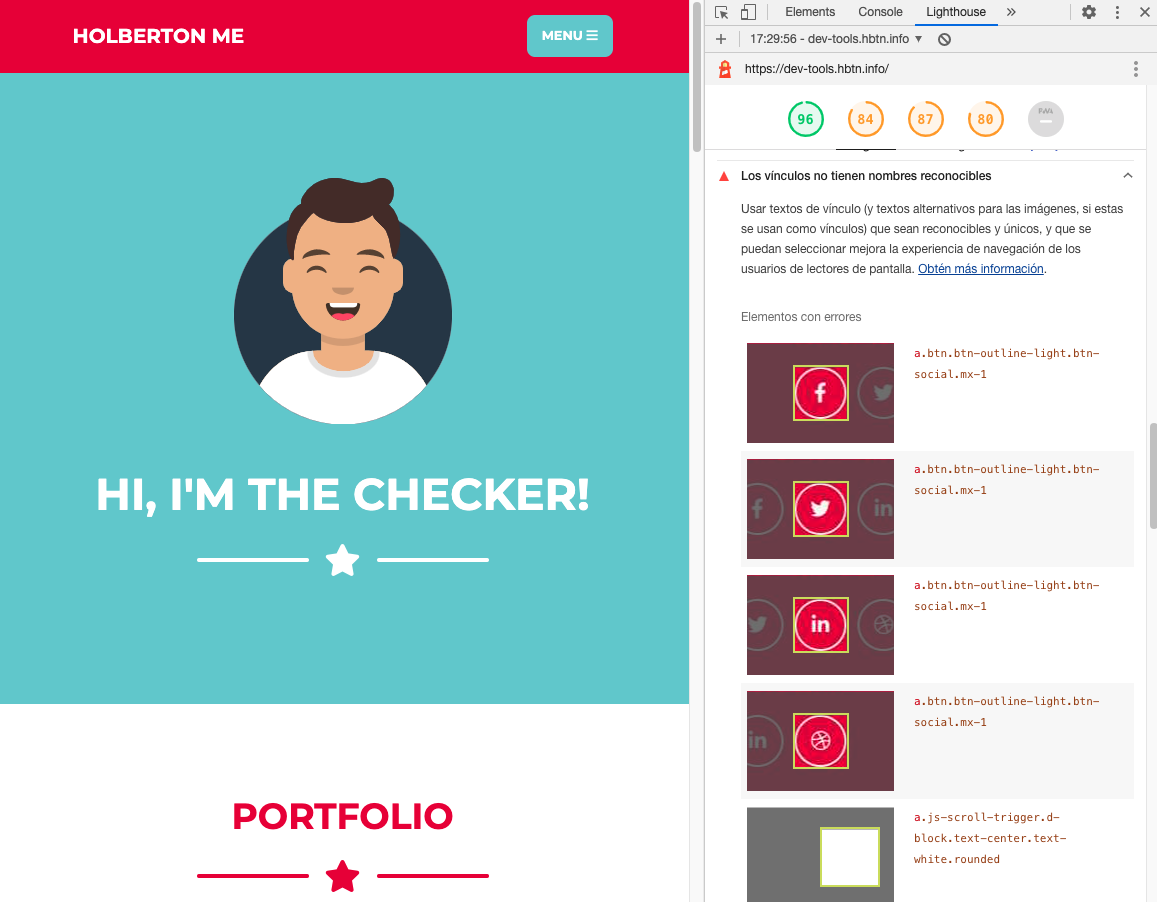 HOLBERTON ME
MENU
HI, I'M THE CHECKER!
PORTFOLIO
Elements Console Lighthouse
17:29:56 - dev-tools.hbtn.info
https://dev-tools.hbtn.info/
96 84 87 80
Los vínculos no tienen nombres reconocibles
Usar textos de vínculo (y textos alternativos para las imágenes, si estas
se usan como vínculos) que sean reconocibles y únicos, y que se
puedan seleccionar mejora la experiencia de navegación de los
usuarios de lectores de pantalla. Obtén más información.
Elementos con errores
a.btn.btn-outline-light.btn-
social.mx-1
a.btn.btn-outline-light.btn-
social.mx-1
a.btn.btn-outline-light.btn-
social.mx-1
a.btn.btn-outline-light.btn-
social.mx-1
a.js-scroll-trigger.d-
block.text-center.text-
white.rounded